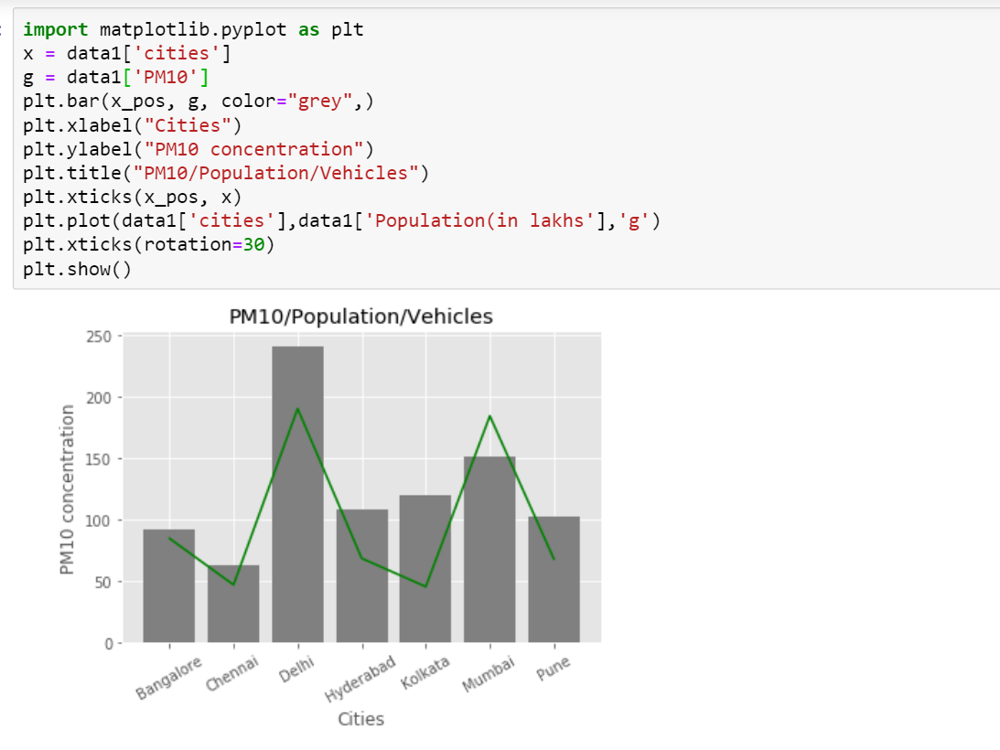 import matplotlib.pyplot as plt
x = data1['cities']
g = data1['PM10']
plt.bar(x_pos, g, color="grey",)
plt.xlabel("Cities")
plt.ylabel("PM10 concentration")
plt.title("PM10/Population/Vehicles")
plt.xticks(x_pos, x)
plt.plot(data1['cities'],data1['Population(in lakhs'],'g')
plt.xticks(rotation=30)
plt.show()
PM10/Population/Vehicles
PM10 concentration
250
200
150
100
50
0
Bangalore Chennai Delhi Hyderabad Kolkata Mumbai Pune
Cities